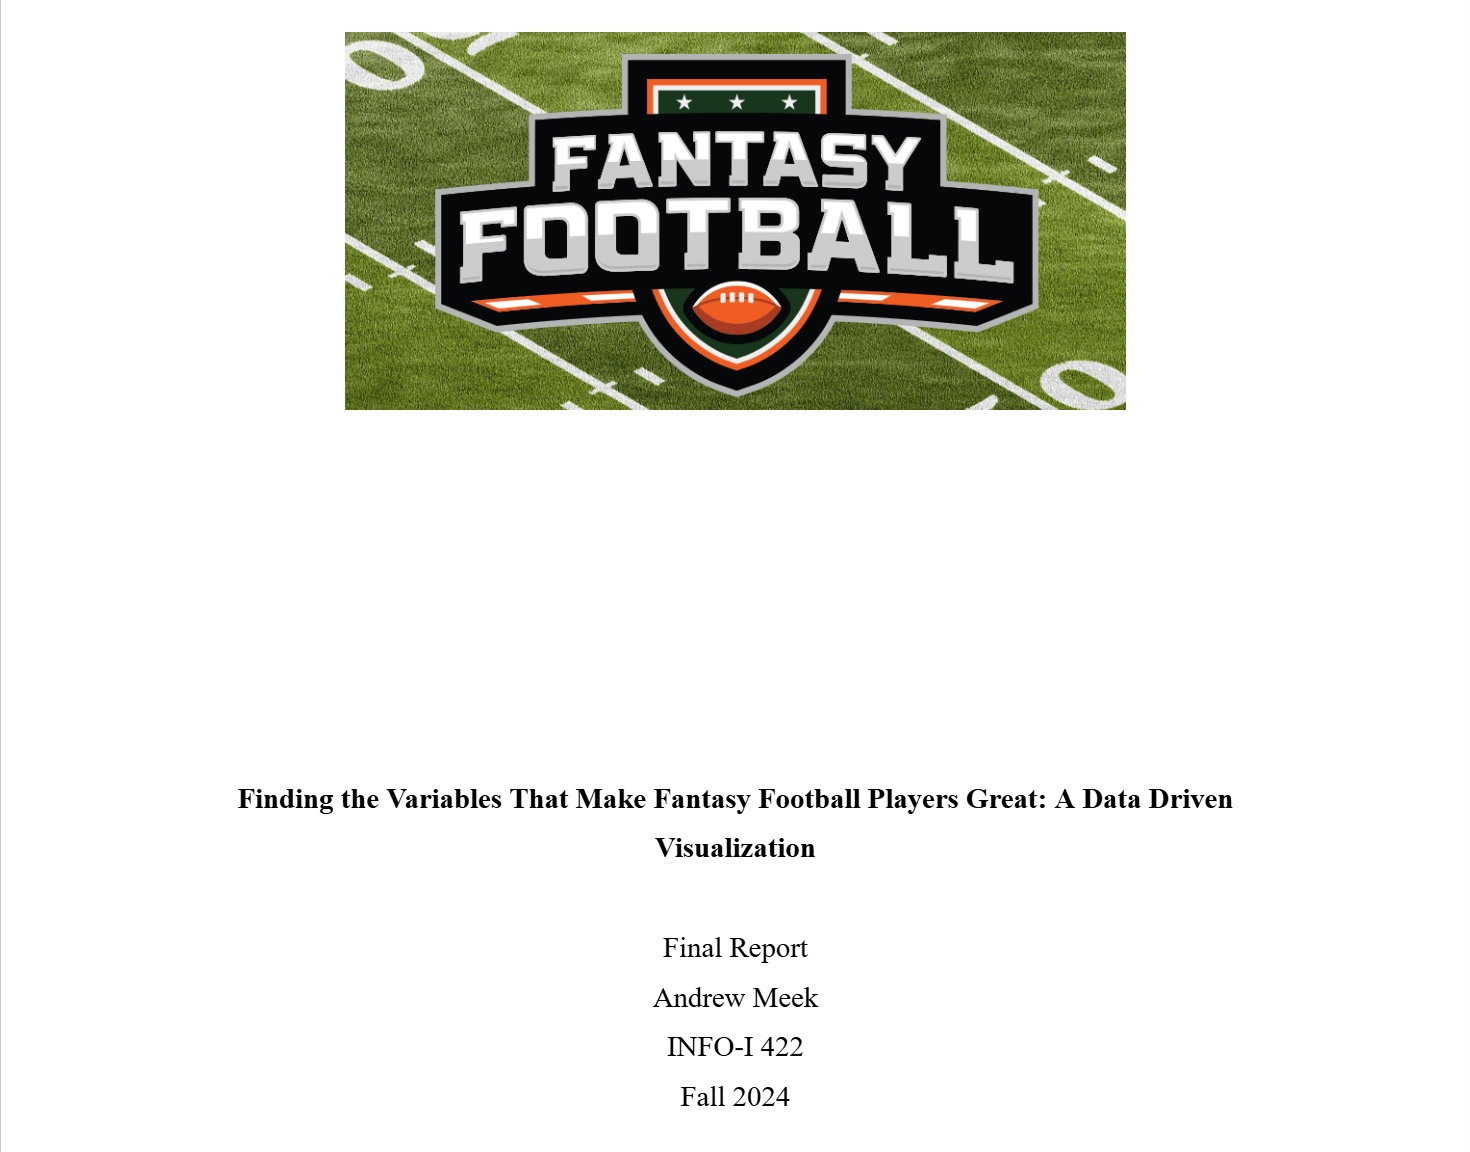 FANTASY
FOOTBALL
Finding the Variables That Make Fantasy Football Players Great: A Data Driven
Visualization
Final Report
Andrew Meek
INFO-I 422
Fall 2024